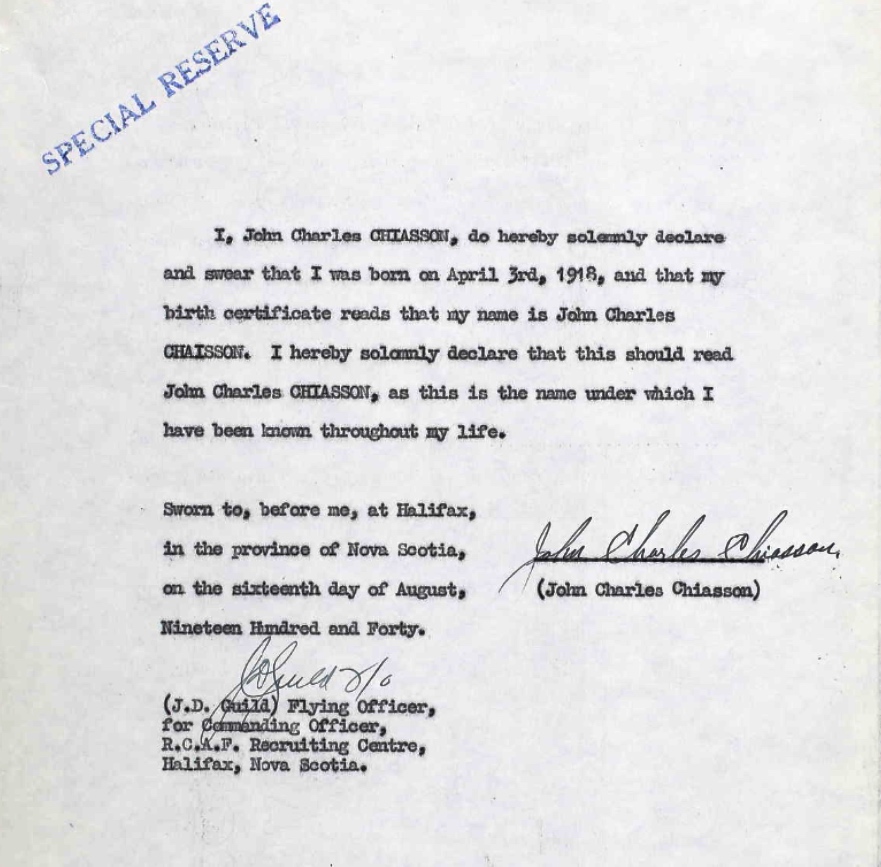 SPECIAL RESERVE
I, John Charles CHIASSON, do hereby solemnly declare
and swear that I was born on April 3rd, 1918, and that my
birth certificate reads that my name is John Charles
CHAISSON. I hereby solemnly declare that this should read
John Charles CHIASSON, as this is the name under which I
have been known throughout my life.
Sworn to, before me, at Halifax,
in the province of Nova Scotia,
on the sixteenth day of August,
Nineteen Hundred and Forty.
John Charles Chiasson
(John Charles Chiasson)
JDGuild F/O
(J.D. Guild) Flying Officer,
for Commanding Officer,
R.C.A.F. Recruiting Centre,
Halifax, Nova Scotia.